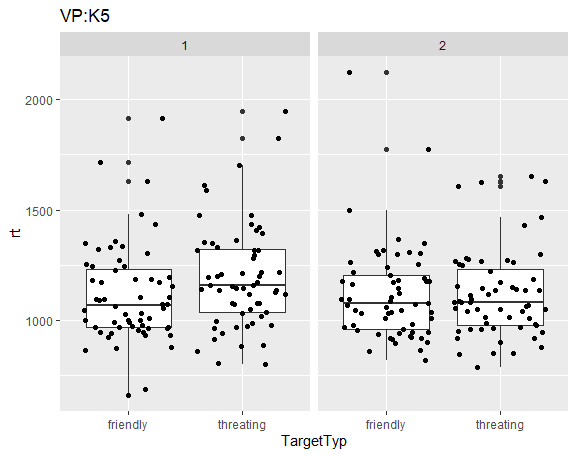 VP:K5
1
2
2000
1500
1000
rt
friendly
threating
friendly
threating
TargetTyp